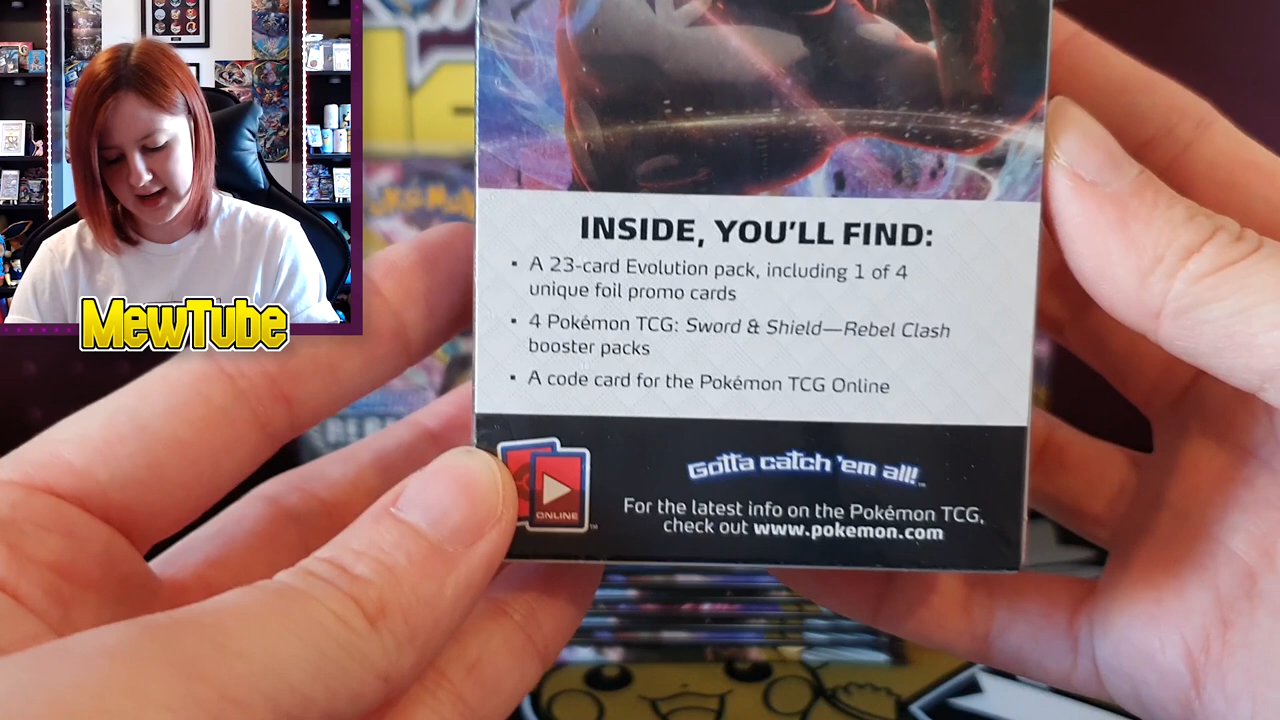 MewTube
INSIDE, YOU'LL FIND:
▪ A 23-card Evolution pack, including 1 of 4
unique foil promo cards
▪ 4 Pokémon TCG: Sword & Shield—Rebel Clash
booster packs
▪ A code card for the Pokémon TCG Online
ONLINE™
Gotta catch 'em all!™
For the latest info on the Pokémon TCG,
check out www.pokemon.com